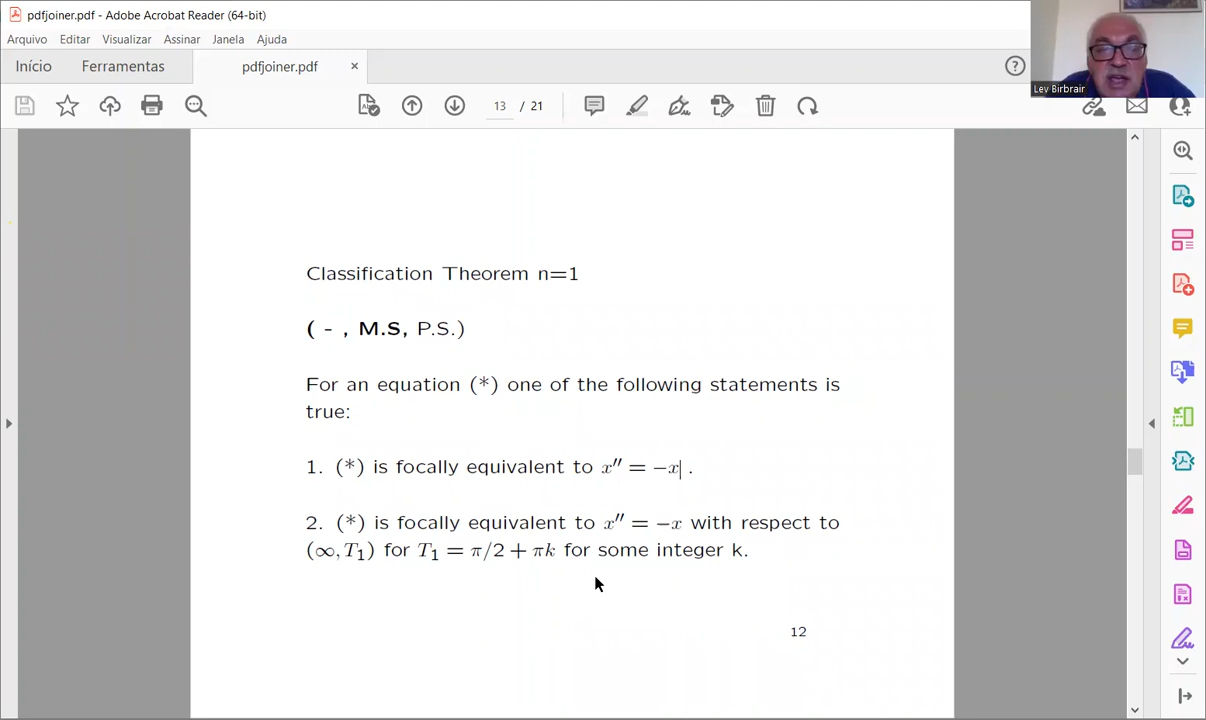 pdfjoiner.pdf - Adobe Acrobat Reader (64-bit)
Arquivo Editar Visualizar Assinar Janela Ajuda
Início Ferramentas pdfjoiner.pdf ×
13 / 21
Lev Birbrair
Classification Theorem n=1
( - , M.S, P.S.)
For an equation (*) one of the following statements is
true:
1. (*) is focally equivalent to x″ = −x .
2. (*) is focally equivalent to x″ = −x with respect to
(∞, T₁) for T₁ = π/2 + πk for some integer k.
12